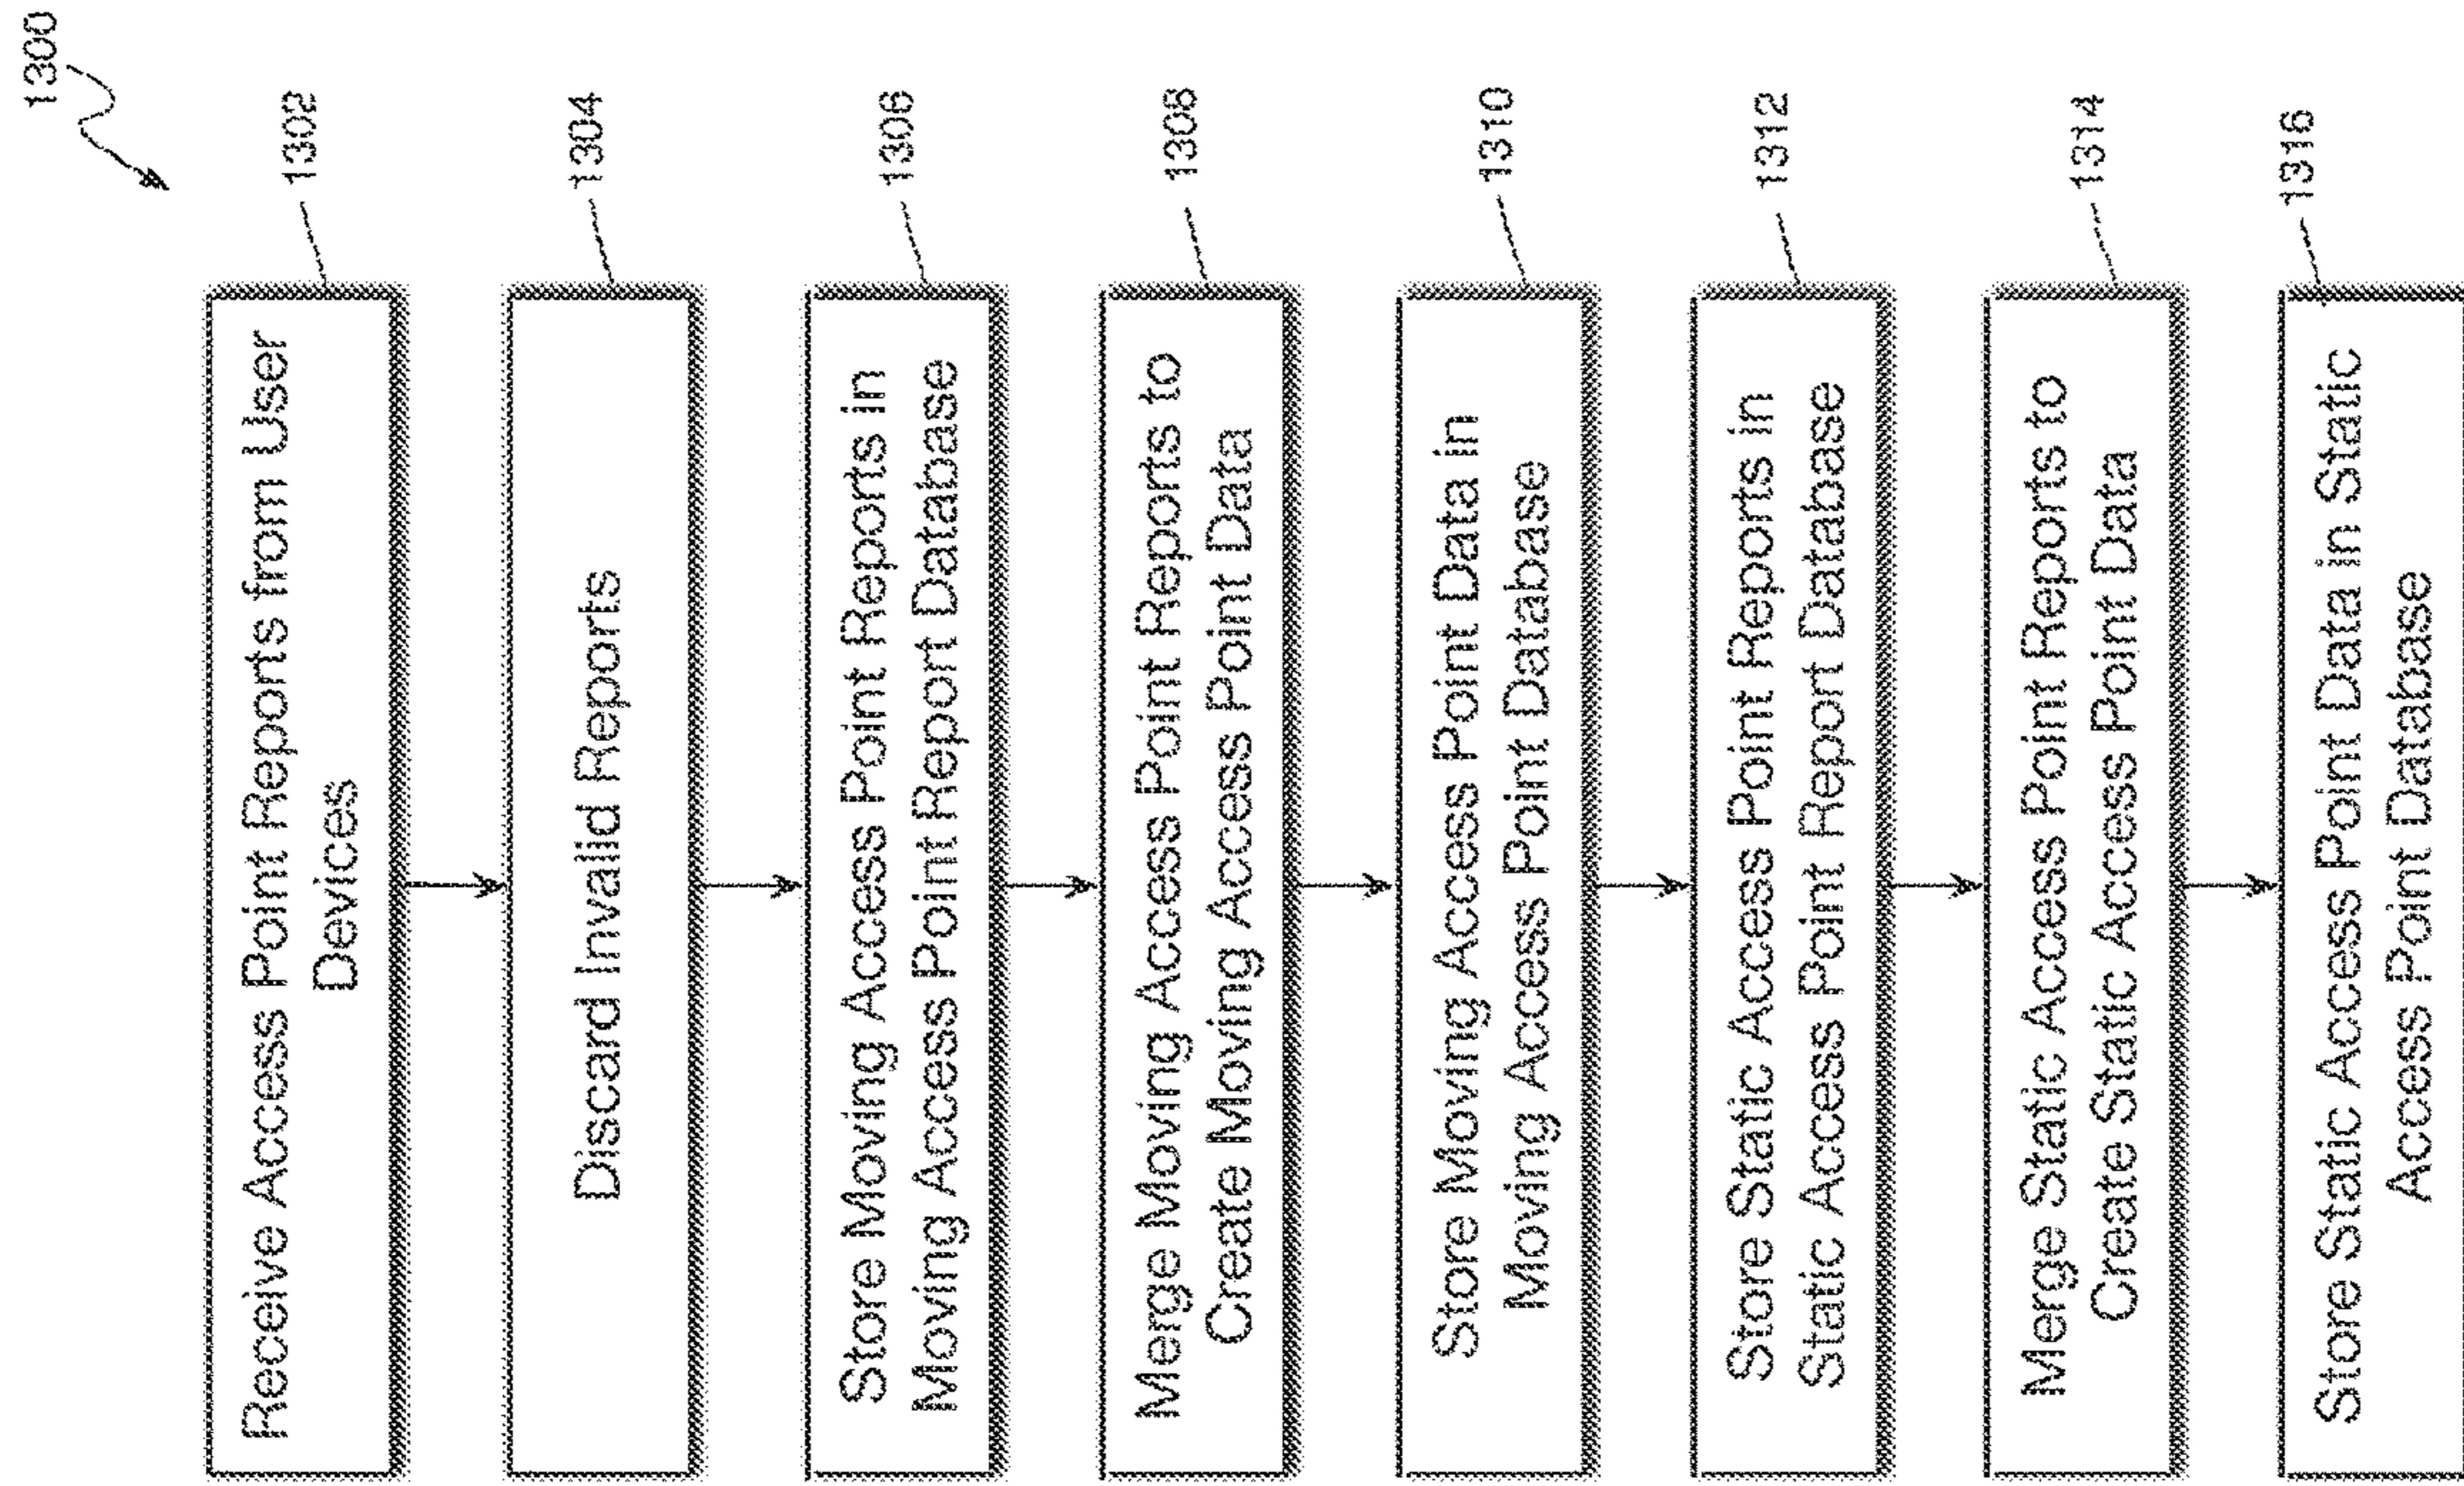 1300
Receive Access Point Reports from User
Devices
1302
Discard Invalid Reports
1304
Store Moving Access Point Reports in
Moving Access Point Report Database
1306
Merge Moving Access Point Reports to
Create Moving Access Point Data
1308
Store Moving Access Point Data in
Moving Access Point Database
1310
Store Static Access Point Reports in
Static Access Point Report Database
1312
Merge Static Access Point Reports to
Create Static Access Point Data
1314
Store Static Access Point Data in Static
Access Point Database
1316